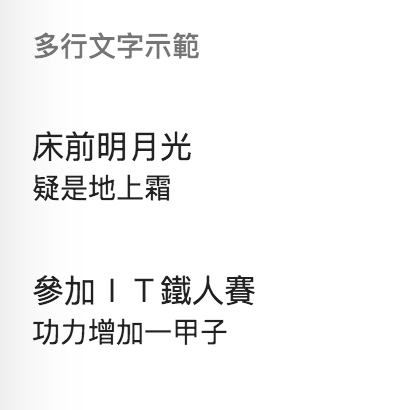 多行文字示範
床前明月光
疑是地上霜
參加ＩＴ鐵人賽
功力增加一甲子